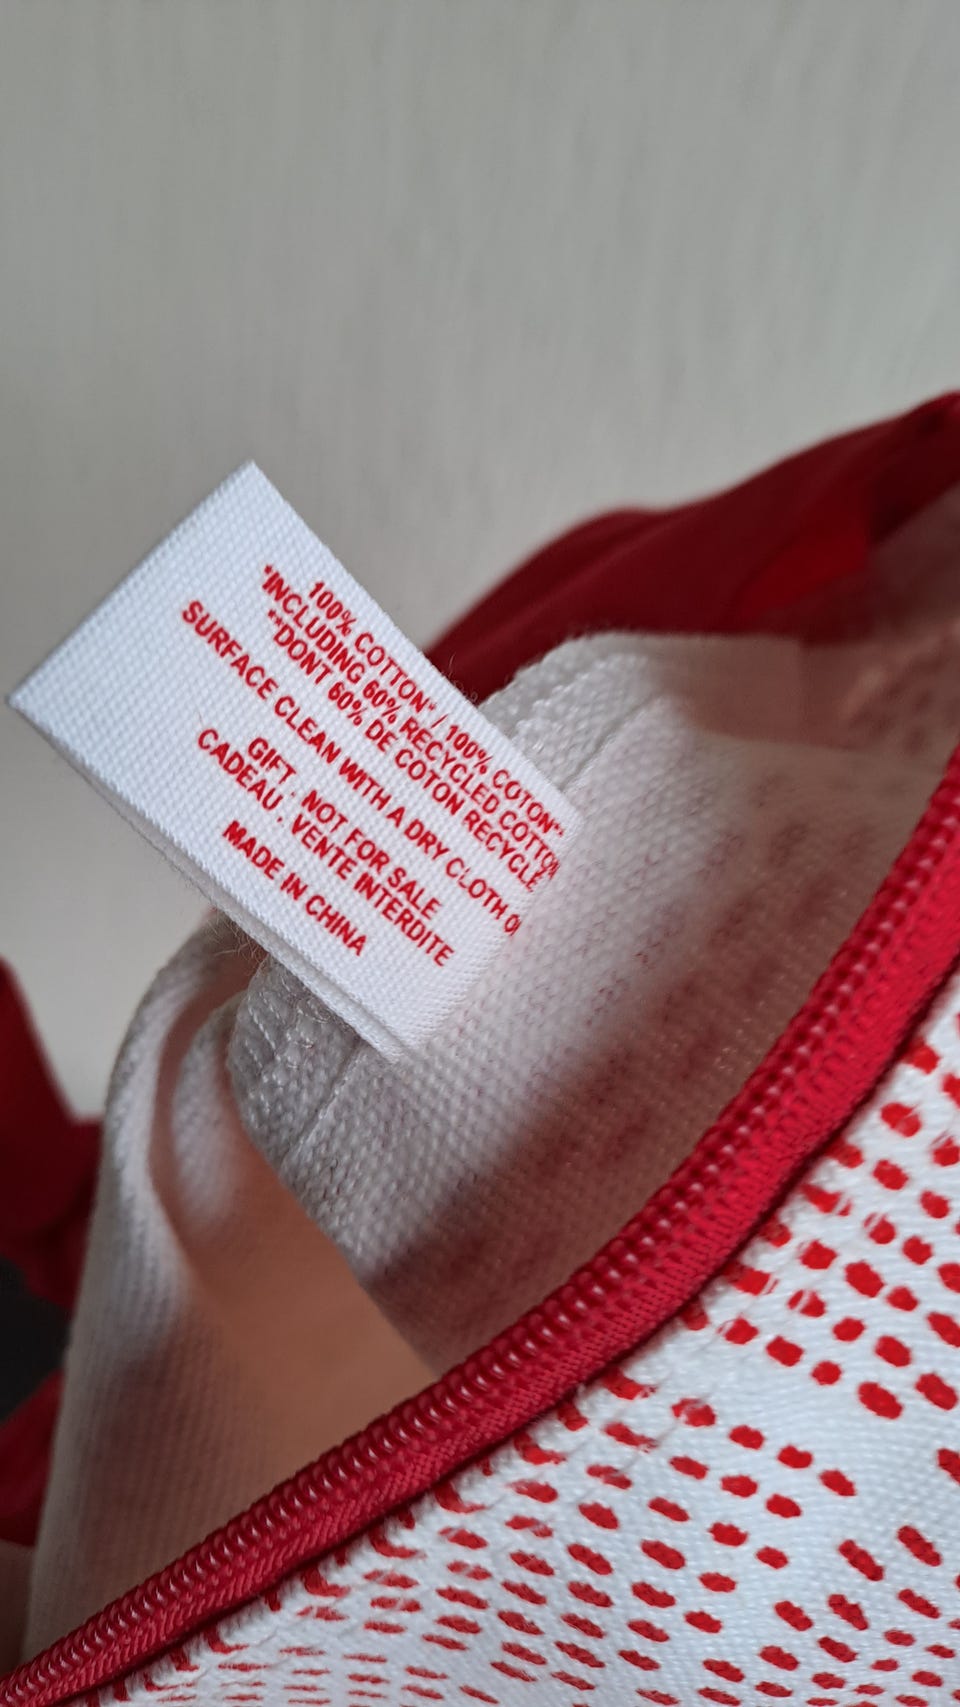 100% COTTON* / 100% COTON**
*INCLUDING 60% RECYCLED COTTON
**DONT 60% DE COTON RECYCLÉ
SURFACE CLEAN WITH A DRY CLOTH
GIFT . NOT FOR SALE
CADEAU . VENTE INTERDITE
MADE IN CHINA